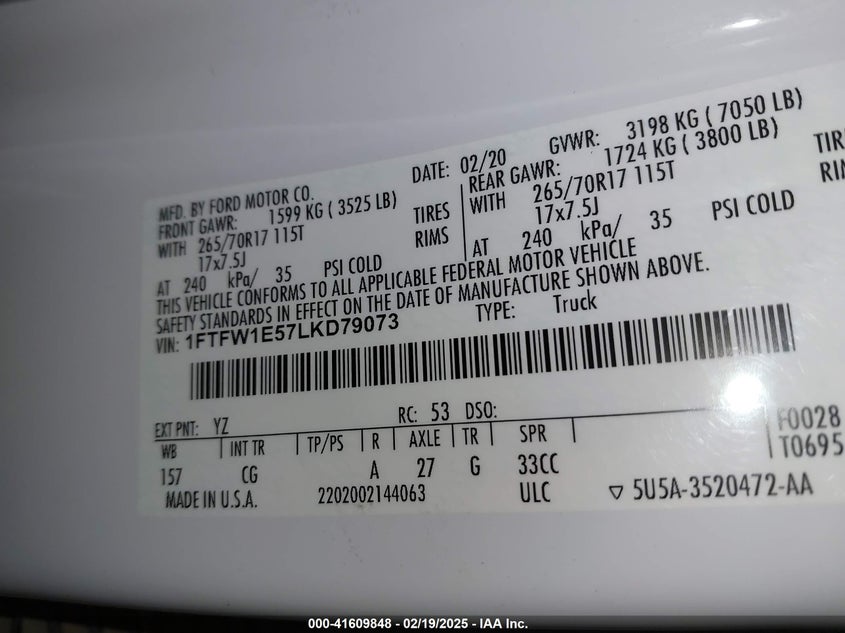 MFD. BY FORD MOTOR CO. DATE: 02/20 GVWR: 3198 KG ( 7050 LB)
FRONT GAWR: 1599 KG ( 3525 LB) REAR GAWR: 1724 KG ( 3800 LB)
WITH 265/70R17 115T TIRES WITH 265/70R17 115T
17x7.5J RIMS 17x7.5J
AT 240 kPa/ 35 PSI COLD AT 240 kPa/ 35 PSI COLD
THIS VEHICLE CONFORMS TO ALL APPLICABLE FEDERAL MOTOR VEHICLE
SAFETY STANDARDS IN EFFECT ON THE DATE OF MANUFACTURE SHOWN ABOVE.
VIN: 1FTFW1E57LKD79073 TYPE: Truck
EXT PNT: YZ RC: 53 DSO:
WB INT TR TP/PS R AXLE TR SPR F0028
157 CG A 27 G 33CC T0695
MADE IN U.S.A. 2202002144063 ULC ▽ 5U5A-3520472-AA
000-41609848 - 02/19/2025 - IAA Inc.